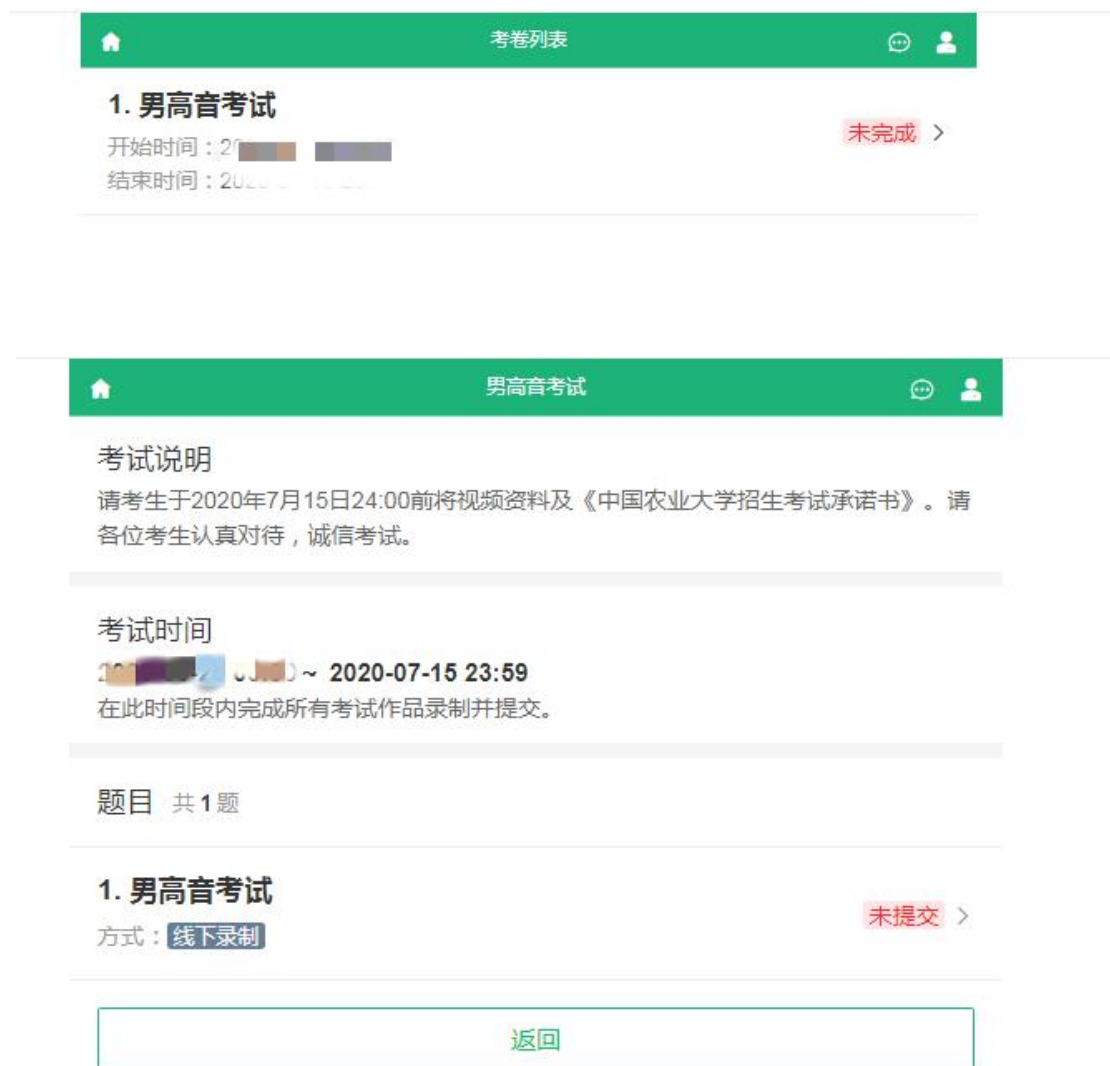 考卷列表
1. 男高音考试
未完成
开始时间：
结束时间：
男高音考试
考试说明
请考生于2020年7月15日24:00前将视频资料及《中国农业大学招生考试承诺书》。请
各位考生认真对待，诚信考试。
考试时间
~ 2020-07-15 23:59
在此时间段内完成所有考试作品录制并提交。
题目 共1题
1. 男高音考试
未提交
方式：线下录制
返回